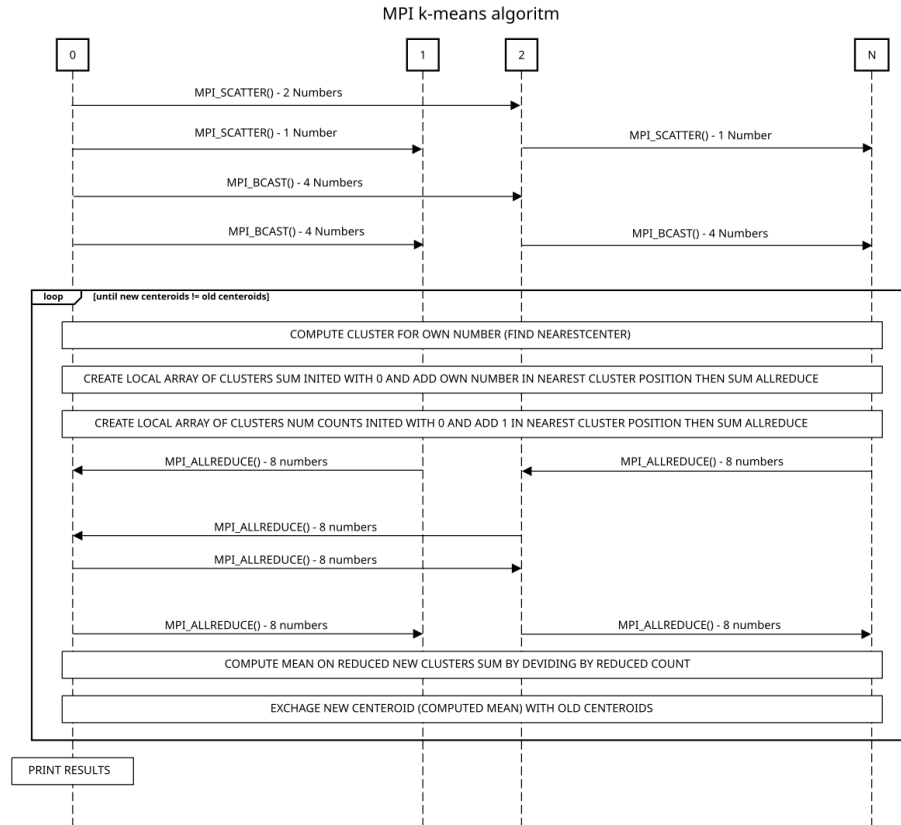 MPI k-means algoritm
0
1
2
N
MPI_SCATTER() - 2 Numbers
MPI_SCATTER() - 1 Number
MPI_SCATTER() - 1 Number
MPI_BCAST() - 4 Numbers
MPI_BCAST() - 4 Numbers
MPI_BCAST() - 4 Numbers
loop
[until new centeroids != old centeroids]
COMPUTE CLUSTER FOR OWN NUMBER (FIND NEARESTCENTER)
CREATE LOCAL ARRAY OF CLUSTERS SUM INITED WITH 0 AND ADD OWN NUMBER IN NEAREST CLUSTER POSITION THEN SUM ALLREDUCE
CREATE LOCAL ARRAY OF CLUSTERS NUM COUNTS INITED WITH 0 AND ADD 1 IN NEAREST CLUSTER POSITION THEN SUM ALLREDUCE
MPI_ALLREDUCE() - 8 numbers
MPI_ALLREDUCE() - 8 numbers
MPI_ALLREDUCE() - 8 numbers
MPI_ALLREDUCE() - 8 numbers
MPI_ALLREDUCE() - 8 numbers
MPI_ALLREDUCE() - 8 numbers
COMPUTE MEAN ON REDUCED NEW CLUSTERS SUM BY DEVIDING BY REDUCED COUNT
EXCHAGE NEW CENTEROID (COMPUTED MEAN) WITH OLD CENTEROIDS
PRINT RESULTS